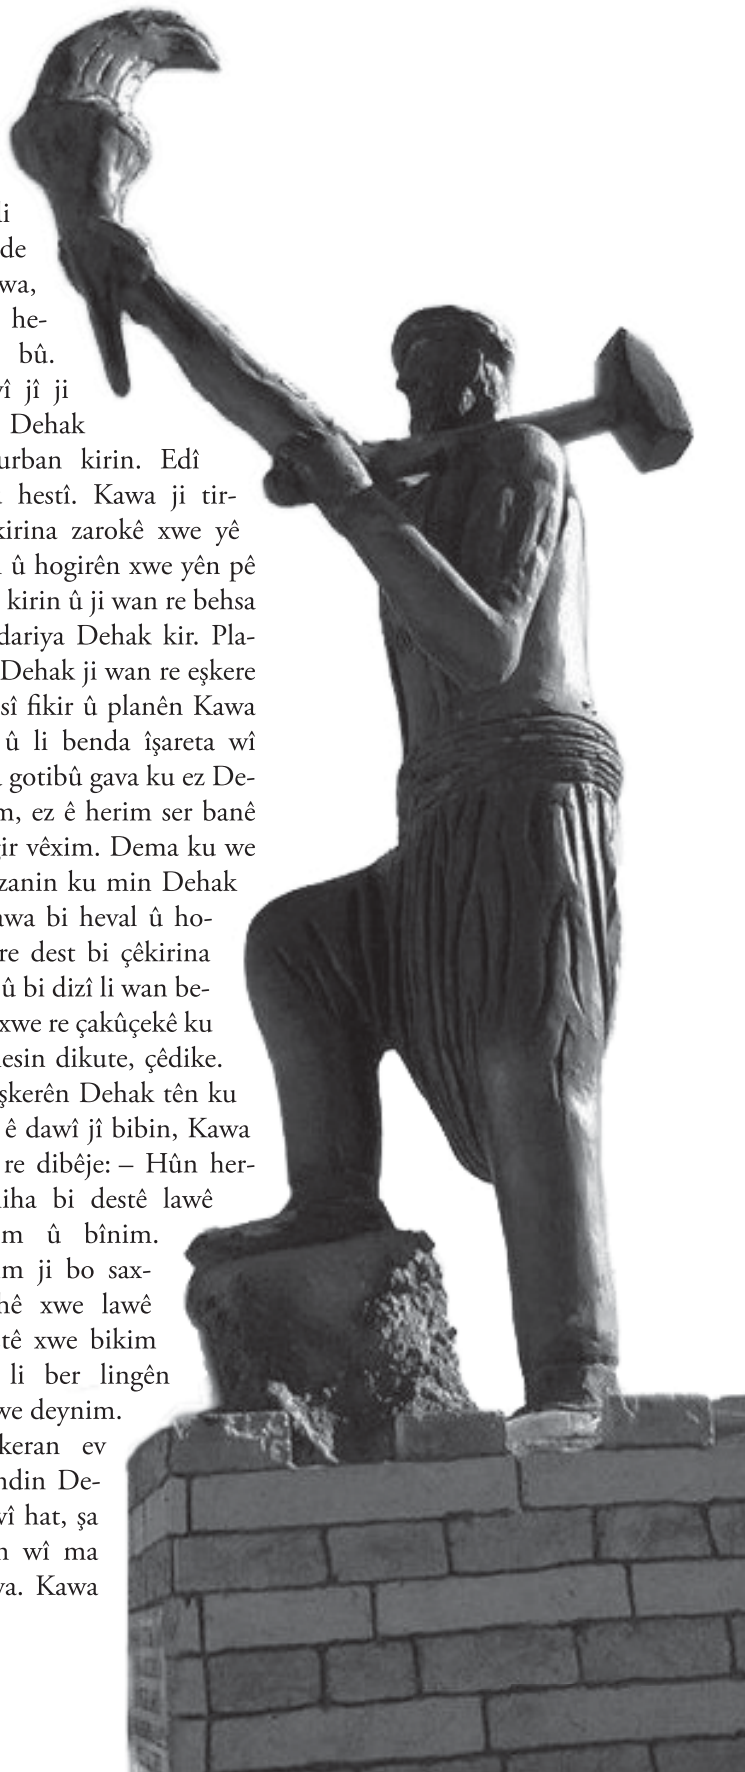 li
de
wa,
he-
bû.
jî ji
Dehak
urban kirin. Edî
hestî. Kawa ji tir-
kirina zarokê xwe yê
û hogirên xwe yên pê
kirin û ji wan re behsa
dariya Dehak kir. Pla-
Dehak ji wan re eşkere
sî fikir û planên Kawa
û li benda îşareta wî
gotibû gava ku ez De-
m, ez ê herim ser banê
gir vêxim. Dema ku we
zanin ku min Dehak
awa bi heval û ho-
re dest bi çêkirina
û bi dizî li wan be-
xwe re çakûçekê ku
esin dikute, çêdike.
şkerên Dehak tên ku
ê dawî jî bibin, Kawa
re dibêje: – Hûn her-
iha bi destê lawê
im û bînim.
im ji bo sax-
hê xwe lawê
tê xwe bikim
li ber lingên
we deynim.
keran ev
ndin De-
wî hat, şa
n wî ma
va. Kawa